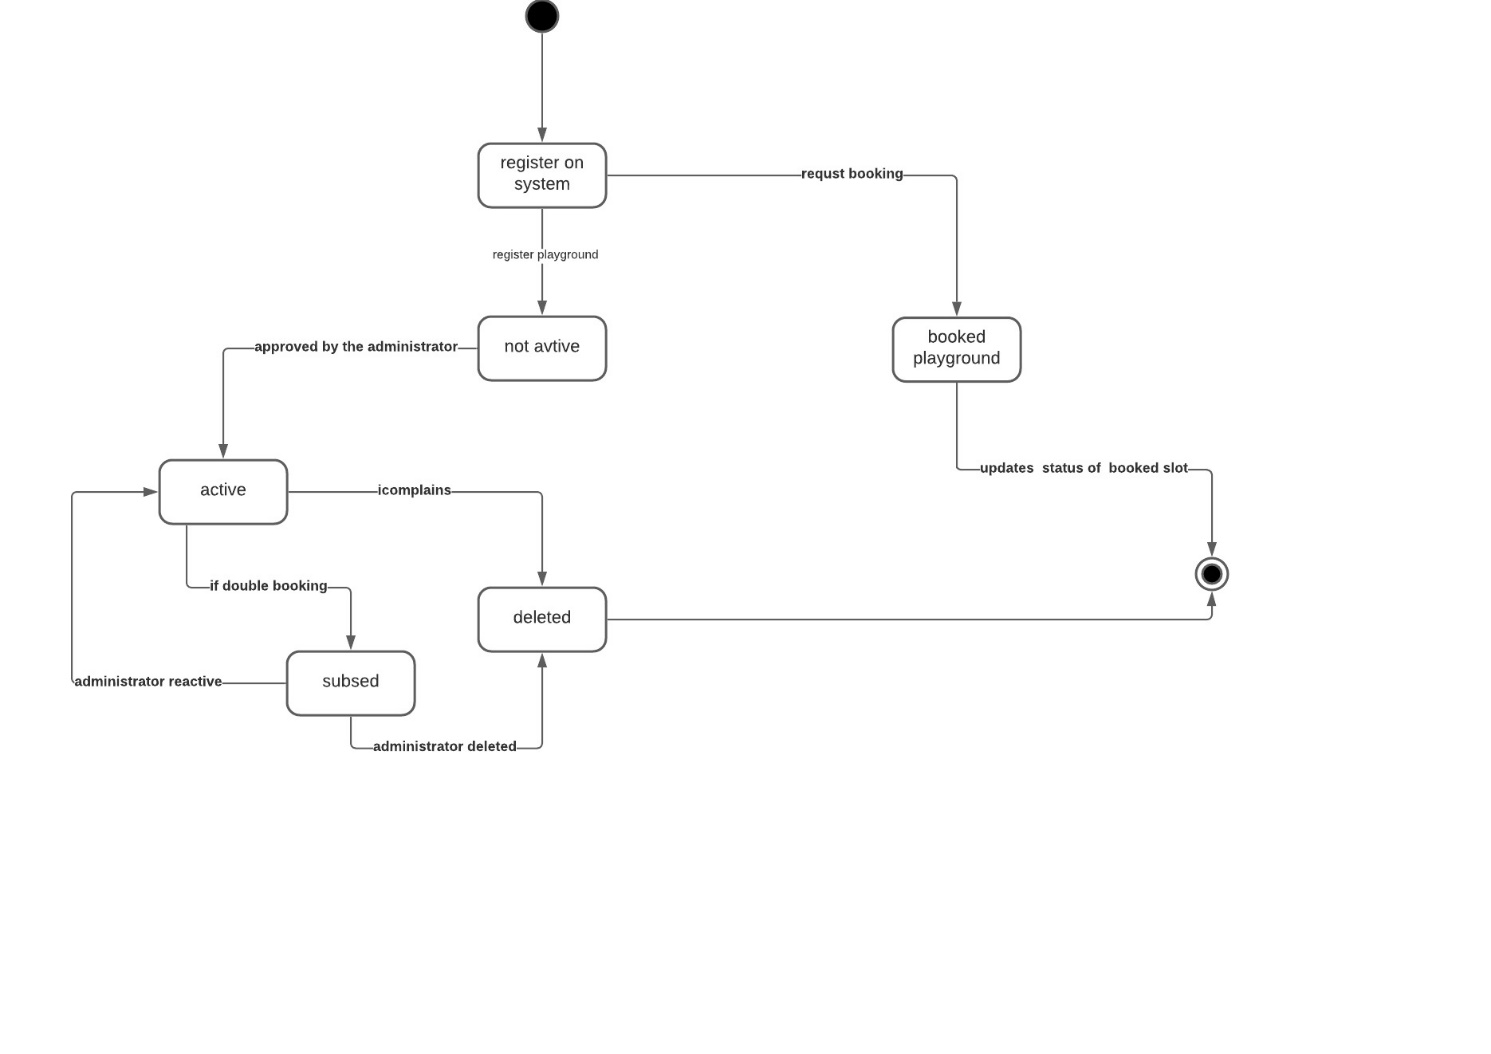 register on
system
requst booking
register playground
not avtive
approved by the administrator
booked
playground
updates  status of  booked slot
active
icomplains
if double booking
deleted
subsed
administrator reactive
administrator deleted